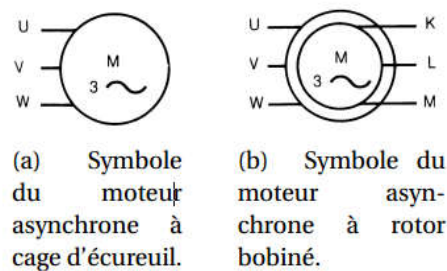 U
V
W
M
3
(a) Symbole
du moteur
asynchrone à
cage d'écureuil.
U
V
W
M
3
K
L
M
(b) Symbole du
moteur asyn-
chrone à rotor
bobiné.